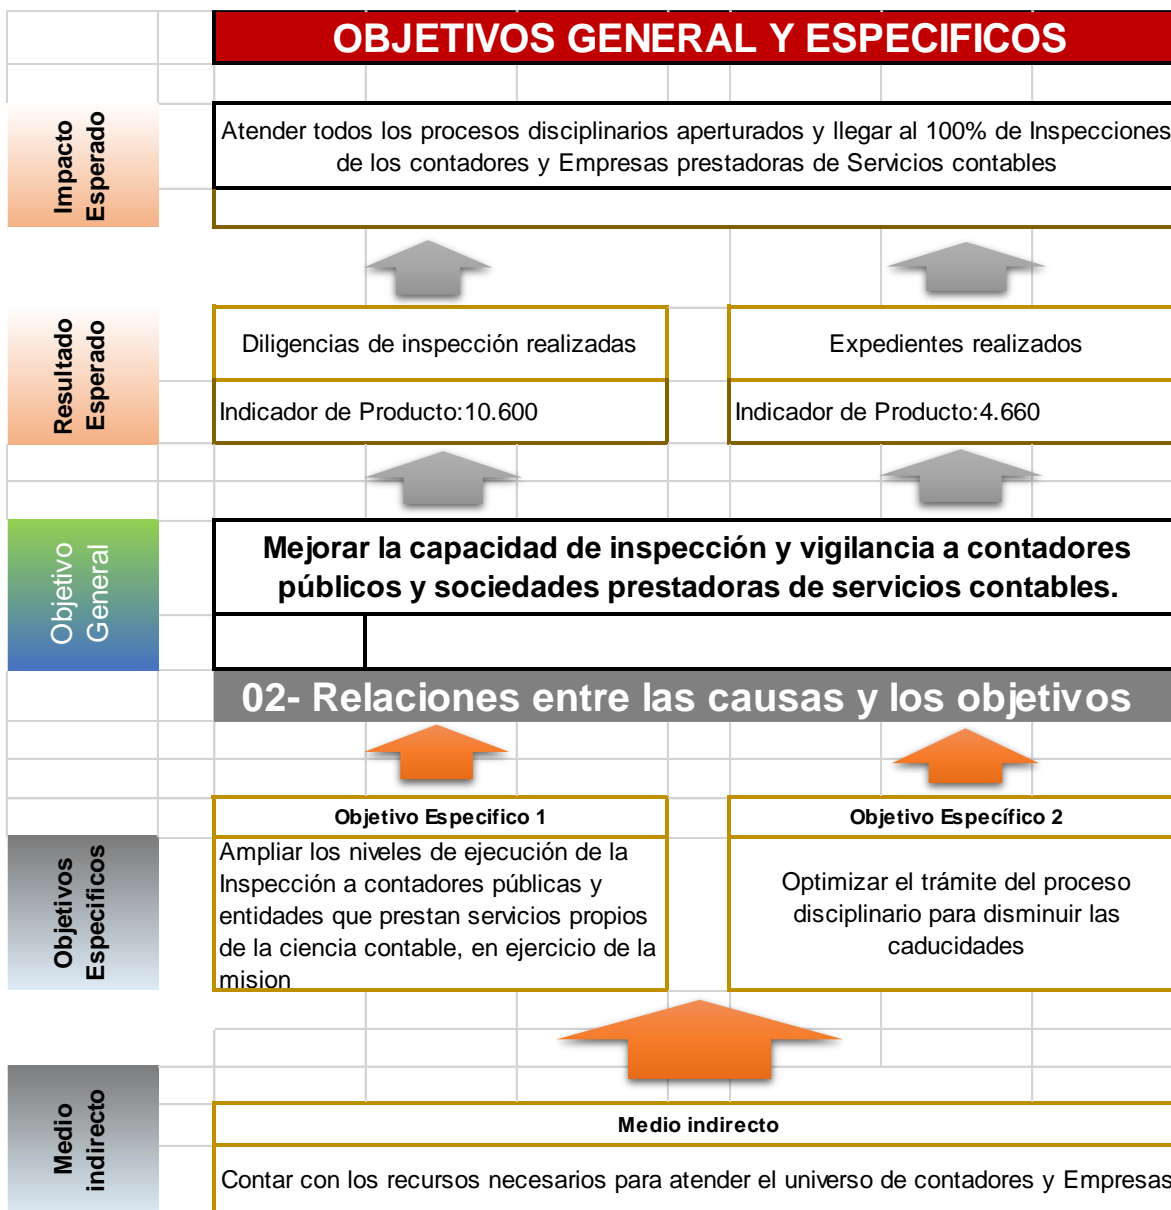 OBJETIVOS GENERAL Y ESPECIFICOS
Impacto
Esperado
Atender todos los procesos disciplinarios aperturados y llegar al 100% de Inspecciones
de los contadores y Empresas prestadoras de Servicios contables
Resultado
Esperado
Diligencias de inspección realizadas
Expedientes realizados
Indicador de Producto:10.600
Indicador de Producto:4.660
Objetivo
General
Mejorar la capacidad de inspección y vigilancia a contadores
públicos y sociedades prestadoras de servicios contables.
02- Relaciones entre las causas y los objetivos
Objetivos
Especificos
Objetivo Especifico 1
Ampliar los niveles de ejecución de la
Inspección a contadores públicas y
entidades que prestan servicios propios
de la ciencia contable, en ejercicio de la
mision
Objetivo Específico 2
Optimizar el trámite del proceso
disciplinario para disminuir las
caducidades
Medio
indirecto
Medio indirecto
Contar con los recursos necesarios para atender el universo de contadores y Empresas